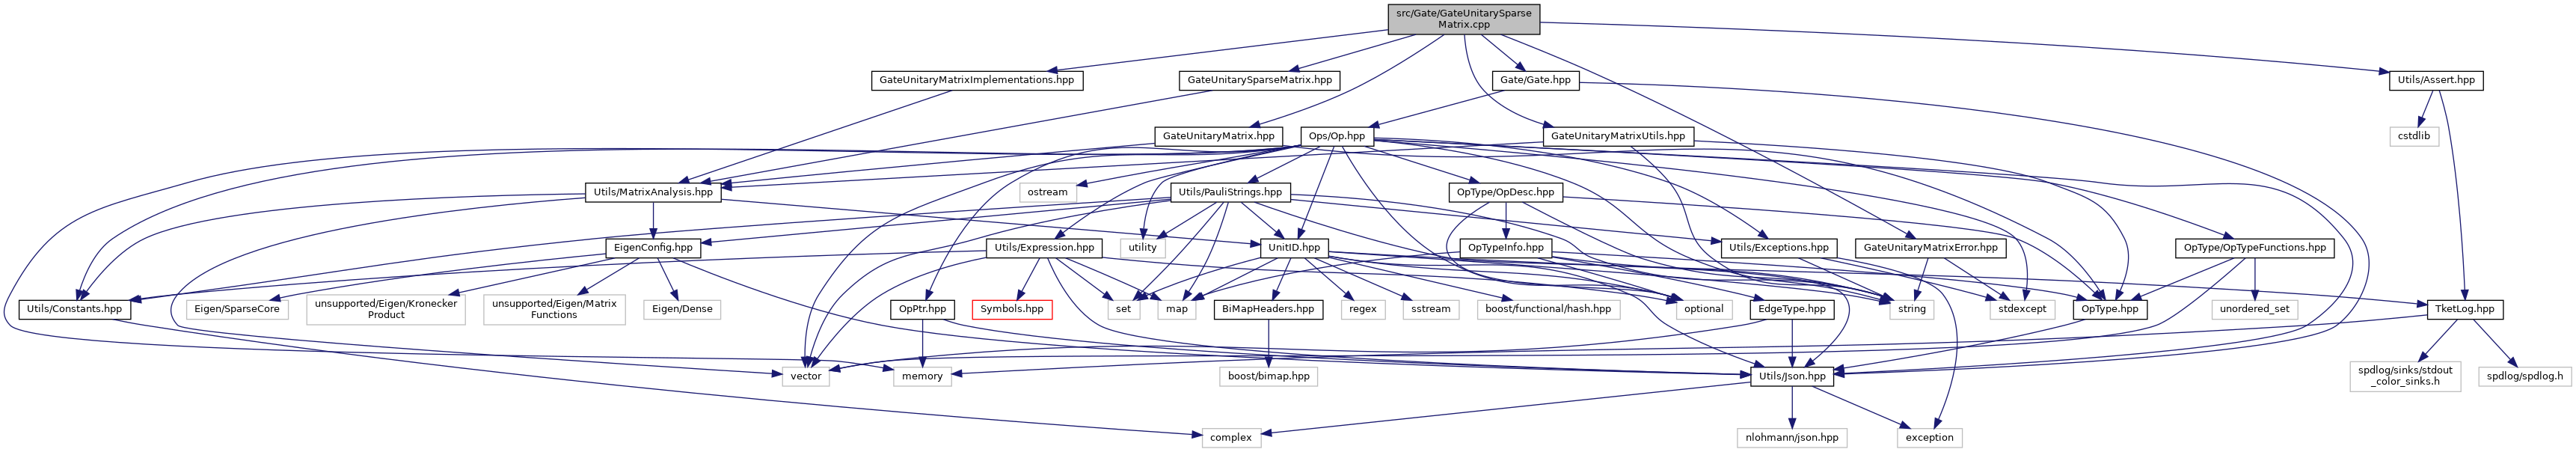 src/Gate/GateUnitarySparse
Matrix.cpp
GateUnitaryMatrixImplementations.hpp
GateUnitarySparseMatrix.hpp
Gate/Gate.hpp
Utils/Assert.hpp
GateUnitaryMatrix.hpp
Ops/Op.hpp
GateUnitaryMatrixUtils.hpp
cstdlib
Utils/MatrixAnalysis.hpp
ostream
Utils/PauliStrings.hpp
OpType/OpDesc.hpp
EigenConfig.hpp
Utils/Expression.hpp
utility
UnitID.hpp
OpTypeInfo.hpp
Utils/Exceptions.hpp
GateUnitaryMatrixError.hpp
OpType/OpTypeFunctions.hpp
Utils/Constants.hpp
Eigen/SparseCore
unsupported/Eigen/Kronecker
Product
unsupported/Eigen/Matrix
Functions
Eigen/Dense
OpPtr.hpp
Symbols.hpp
set
map
BiMapHeaders.hpp
regex
sstream
boost/functional/hash.hpp
optional
EdgeType.hpp
string
stdexcept
OpType.hpp
unordered_set
TketLog.hpp
vector
memory
boost/bimap.hpp
Utils/Json.hpp
spdlog/sinks/stdout
_color_sinks.h
spdlog/spdlog.h
complex
nlohmann/json.hpp
exception